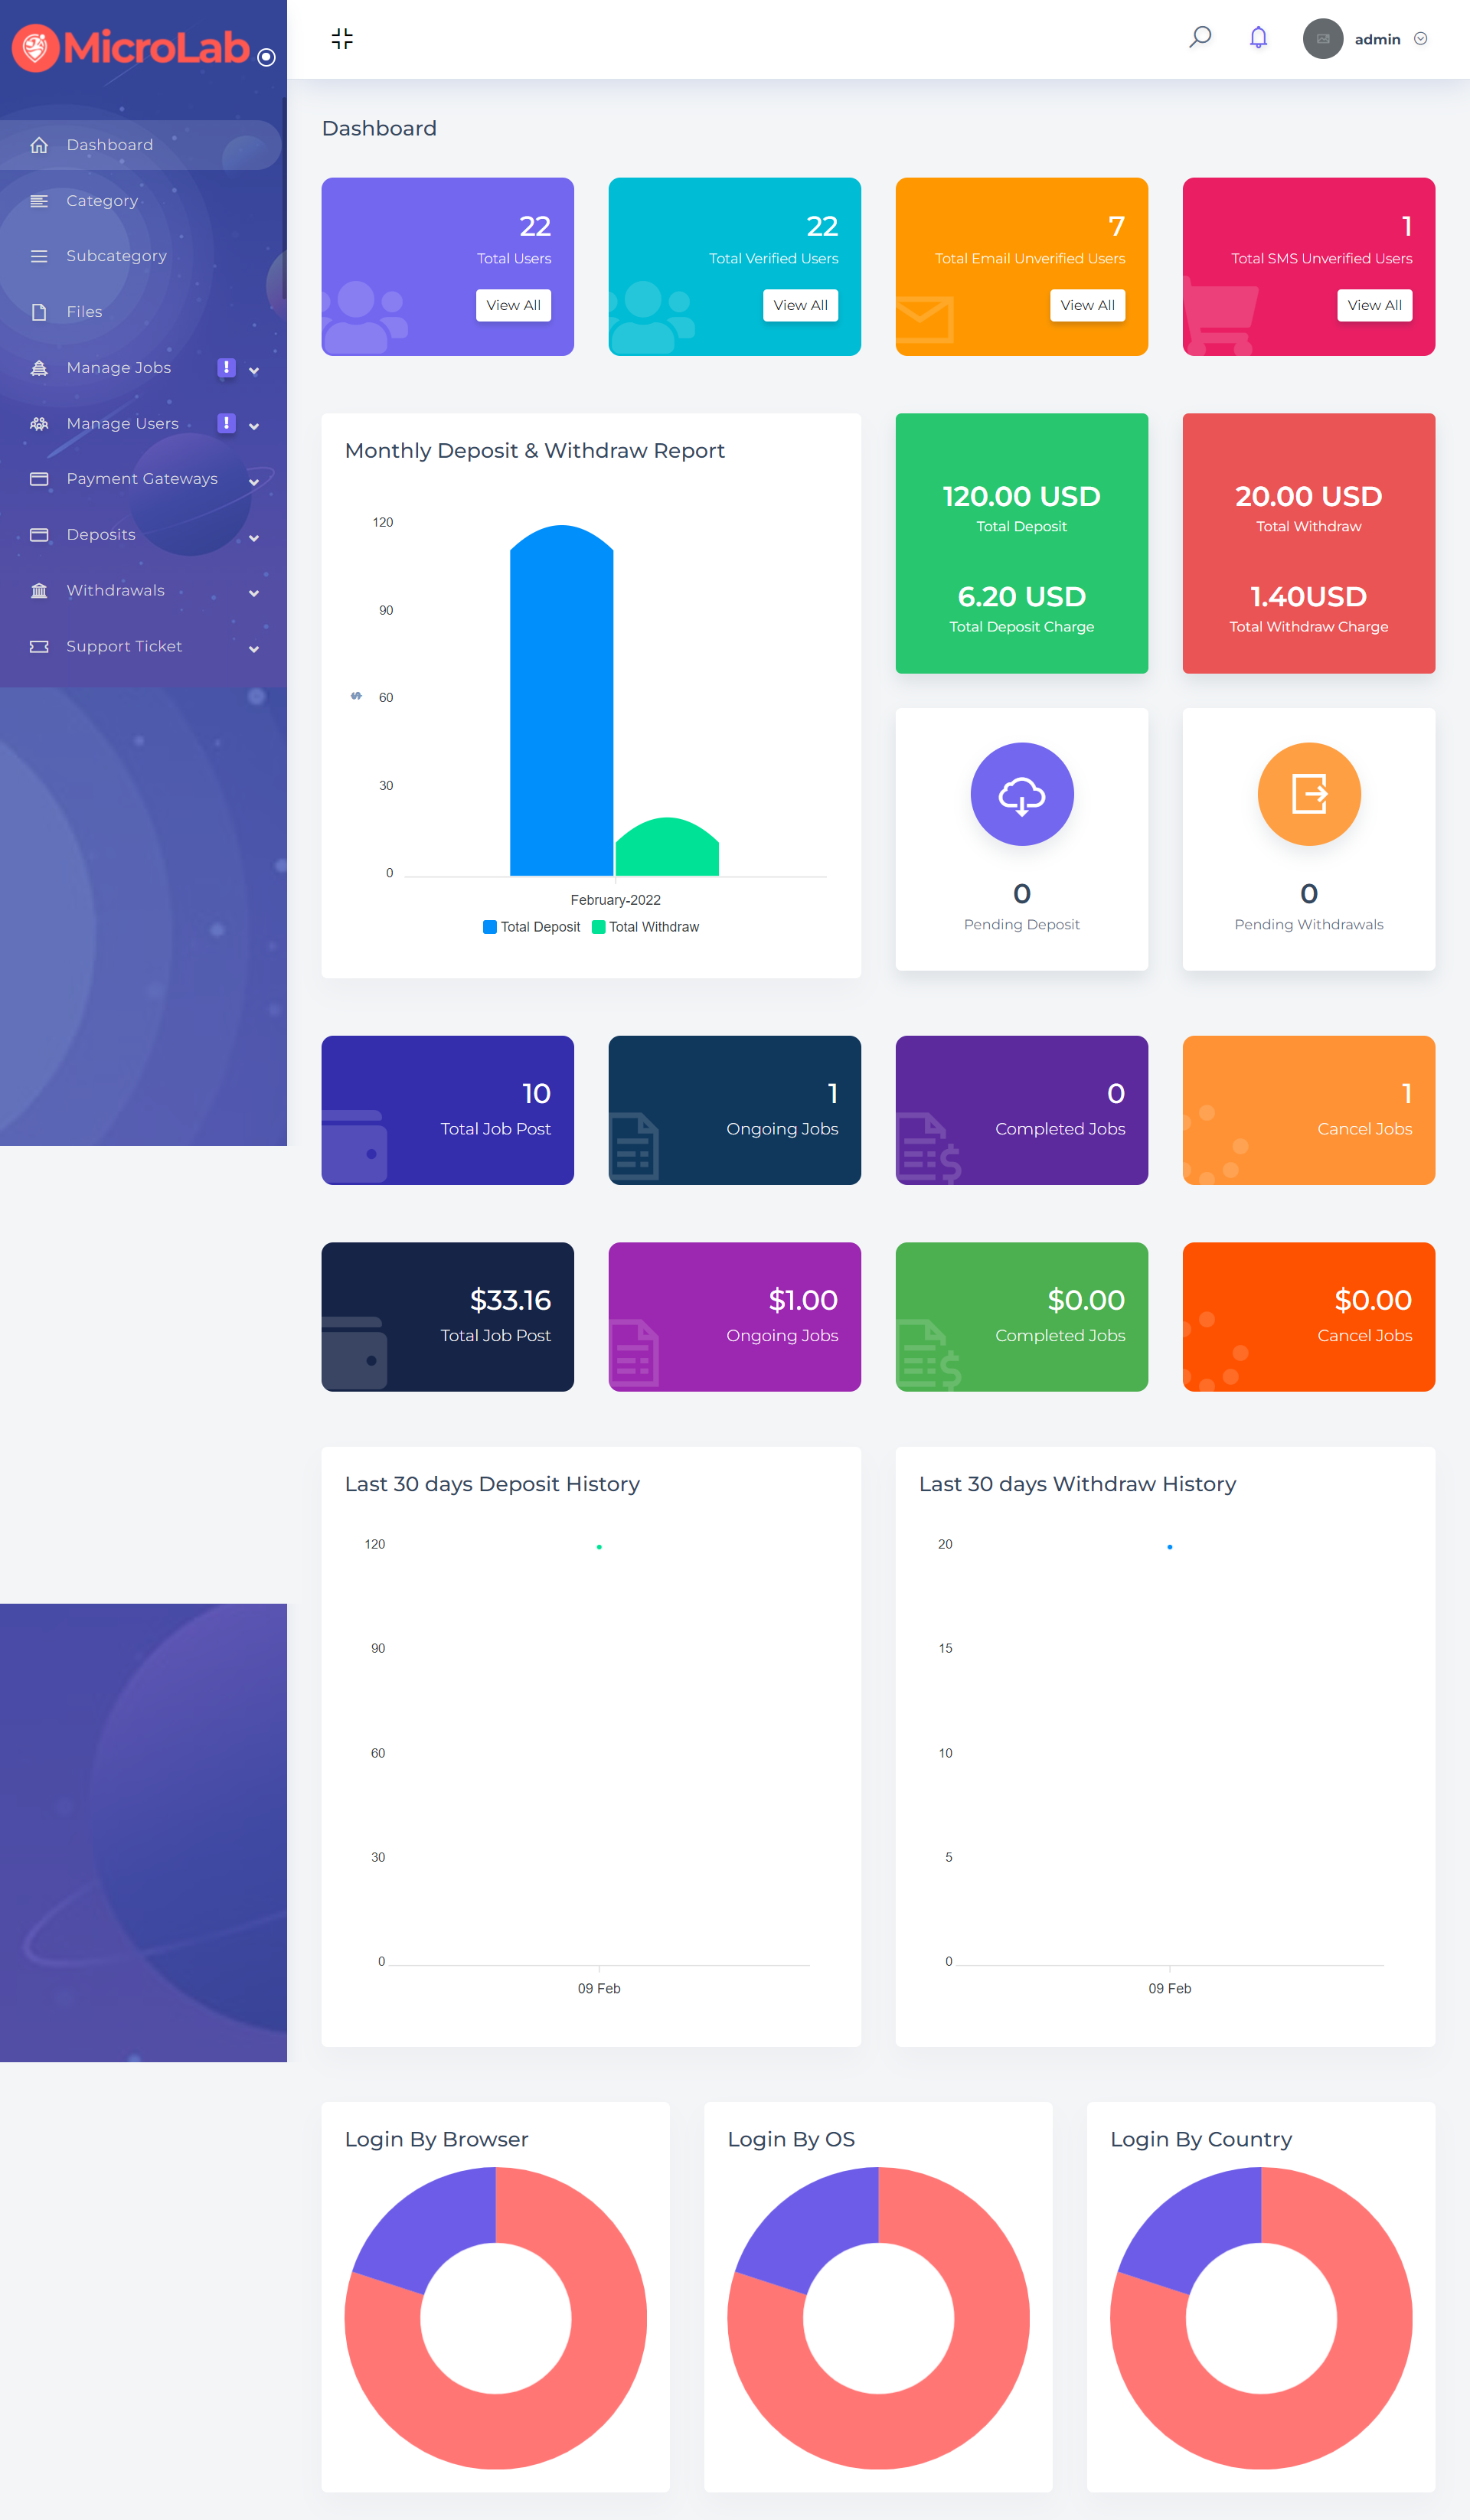 MicroLab
admin
Dashboard
Category
Subcategory
Files
Manage Jobs
Manage Users
Payment Gateways
Deposits
Withdrawals
Support Ticket
Dashboard
22
Total Users
View All
22
Total Verified Users
View All
7
Total Email Unverified Users
View All
1
Total SMS Unverified Users
View All
Monthly Deposit & Withdraw Report
120
90
60
30
0
$
February-2022
Total Deposit Total Withdraw
120.00 USD
Total Deposit
6.20 USD
Total Deposit Charge
20.00 USD
Total Withdraw
1.40USD
Total Withdraw Charge
0
Pending Deposit
0
Pending Withdrawals
10
Total Job Post
1
Ongoing Jobs
0
Completed Jobs
1
Cancel Jobs
$33.16
Total Job Post
$1.00
Ongoing Jobs
$0.00
Completed Jobs
$0.00
Cancel Jobs
Last 30 days Deposit History
120
90
60
30
0
09 Feb
Last 30 days Withdraw History
20
15
10
5
0
09 Feb
Login By Browser
Login By OS
Login By Country